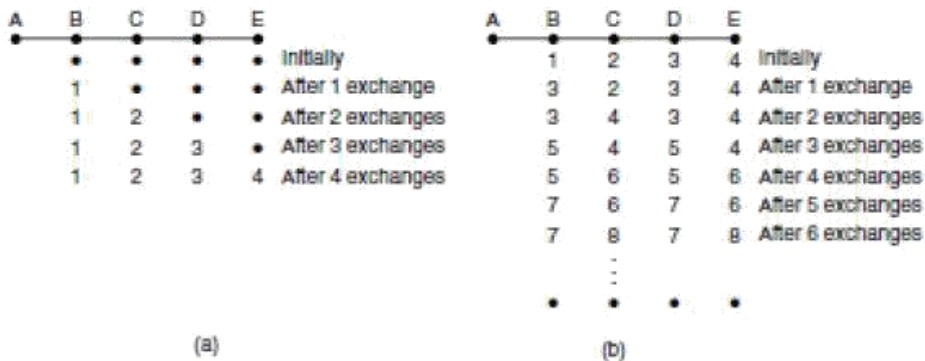 A B C D E
• • • • Initially
1 • • • After 1 exchange
1 2 • • After 2 exchanges
1 2 3 • After 3 exchanges
1 2 3 4 After 4 exchanges
(a)
A B C D E
1 2 3 4 Initially
3 2 3 4 After 1 exchange
3 4 3 4 After 2 exchanges
5 4 5 4 After 3 exchanges
5 6 5 6 After 4 exchanges
7 6 7 6 After 5 exchanges
7 8 7 8 After 6 exchanges
• • • •
(b)